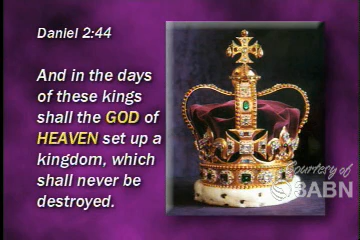 Daniel 2:44
And in the days
of these kings
shall the GOD of
HEAVEN set up a
kingdom, which
shall never be
destroyed.
Courtesy of
3ABN